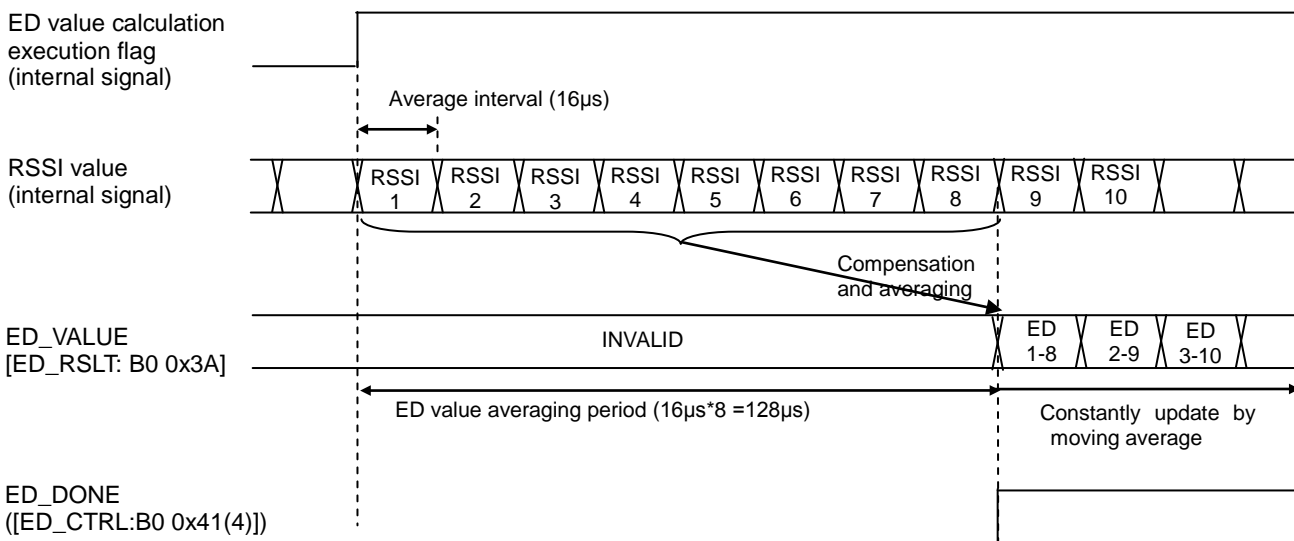 ED value calculation
execution flag
(internal signal)
Average interval (16µs)
RSSI value
(internal signal)
RSSI
1
RSSI
2
RSSI
3
RSSI
4
RSSI
5
RSSI
6
RSSI
7
RSSI
8
RSSI
9
RSSI
10
Compensation
and averaging
ED_VALUE
[ED_RSLT: B0 0x3A]
INVALID
ED
1-8
ED
2-9
ED
3-10
ED value averaging period (16µs*8 =128µs)
Constantly update by
moving average
ED_DONE
([ED_CTRL:B0 0x41(4)])